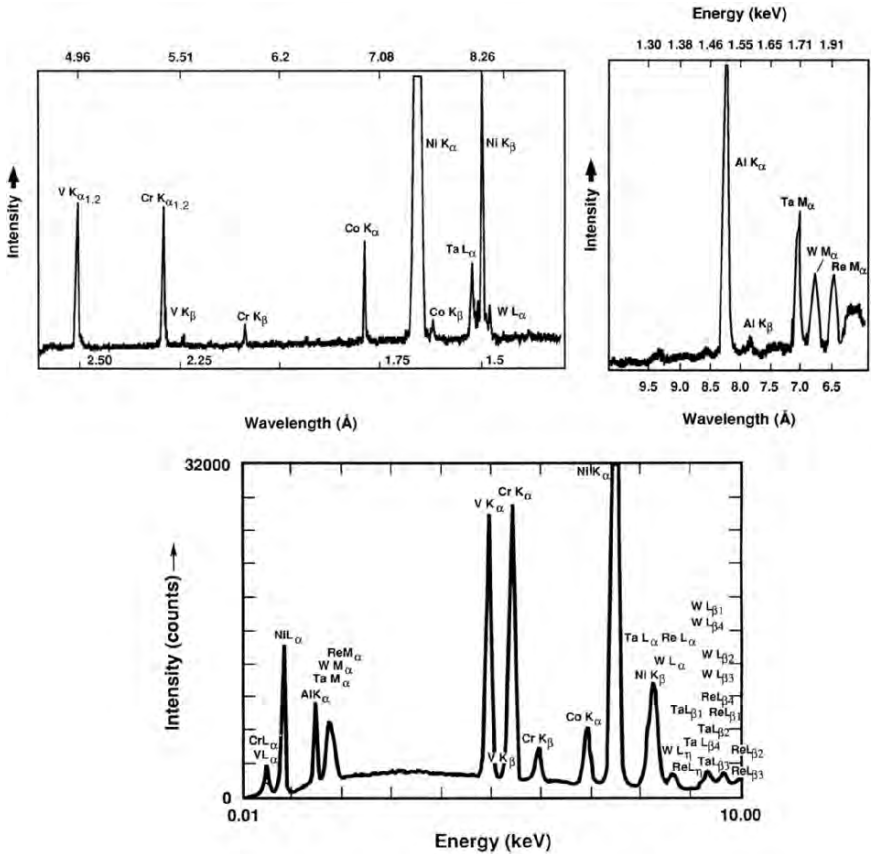 4.96 5.51 6.2 7.08 8.26
Intensity
V Kα1,2
Cr Kα1,2
V Kβ
Cr Kβ
Co Kα
Ni Kα
Co Kβ
Ta Lα
Ni Kβ
W Lα
2.50 2.25 1.75 1.5
Wavelength (Å)
Energy (keV)
1.30 1.38 1.46 1.55 1.65 1.71 1.91
Intensity
Al Kα
Al Kβ
Ta Mα
W Mα
Re Mα
9.5 9.0 8.5 8.0 7.5 7.0 6.5
Wavelength (Å)
32000
Intensity (counts)
CrLα
VLα
NiLα
ReMα
W Mα
Ta Mα
AlKα
V Kα
Cr Kα
V Kβ
Cr Kβ
Co Kα
Ni Kα
Ta Lα Re Lα
W Lα
Ni Kβ
W Lβ1
W Lβ4
W Lβ2
W Lβ3
ReLβ4
TaLβ1 ReLβ1
TaLβ2
W Lη Ta Lβ4 ReLβ2
ReLη TaLβ3 ReLβ3
0
0.01 10.00
Energy (keV)